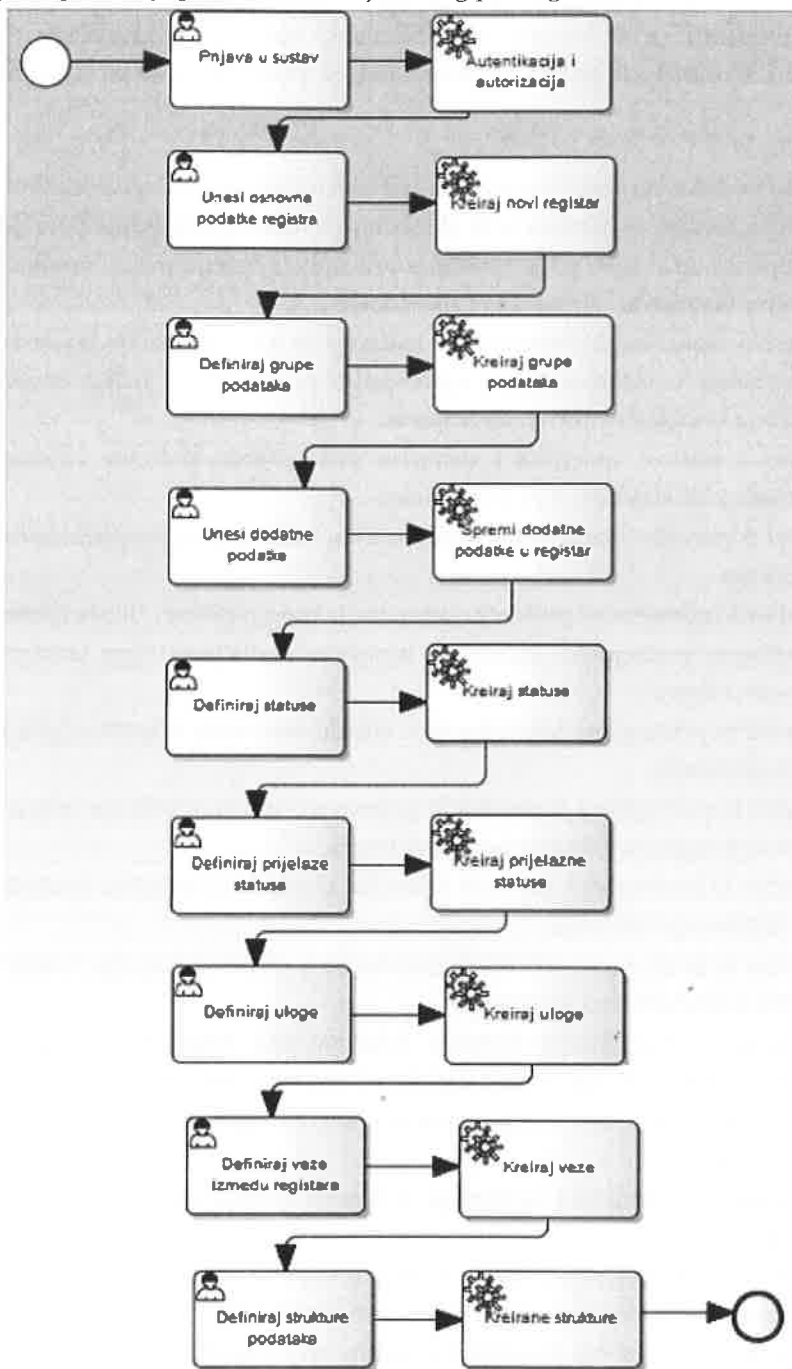 Prijava u sustav
Autentikacija i
autorizacija
Unesi osnovna
podatke registra
Kreiraj novi registar
Definiraj grupe
podataka
Kreiraj grupe
podataka
Unesi dodatne
podatke
Spremi dodatne
podatke u registar
Definiraj statuse
Kreiraj statuse
Definiraj prijelaze
statusa
Kreiraj prijelazne
statuse
Definiraj uloge
Kreiraj uloge
Definiraj veze
između registara
Kreiraj veze
Definiraj strukture
podataka
Kreirane strukture